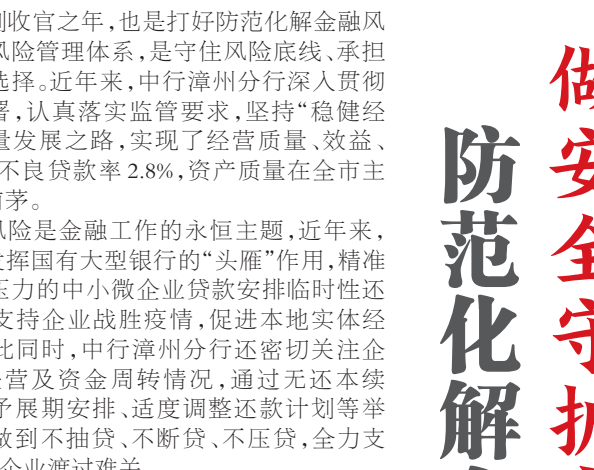 收官之年,也是打好防范化解金融风
风险管理体系,是守住风险底线、承担
选择。近年来,中行漳州分行深入贯彻
署,认真落实监管要求,坚持“稳健经
量发展之路,实现了经营质量、效益、
不良贷款率 2.8%,资产质量在全市主
前茅。
风险是金融工作的永恒主题,近年来,
发挥国有大型银行的“头雁”作用,精准
压力的中小微企业贷款安排临时性还
支持企业战胜疫情,促进本地实体经
此同时,中行漳州分行还密切关注企
营及资金周转情况,通过无还本续
予展期安排、适度调整还款计划等举
做到不抽贷、不断贷、不压贷,全力支
企业渡过难关
做安全守护
防范化解